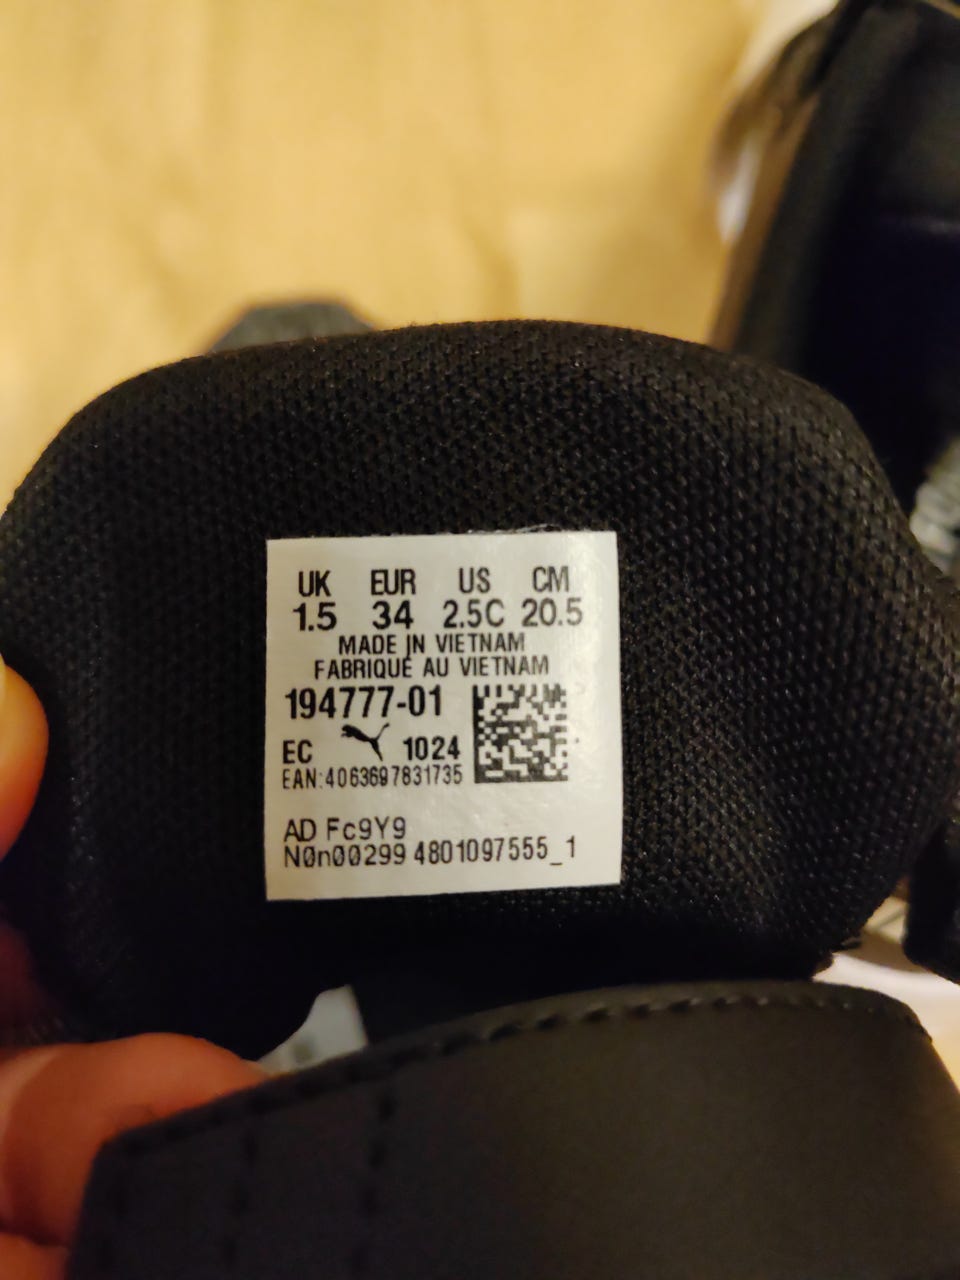 UK EUR US CM
1.5 34 2.5C 20.5
MADE IN VIETNAM
FABRIQUÉ AU VIETNAM
194777-01
EC 1024
EAN:4063697831735
AD Fc9Y9
N0n00299 4801097555_1